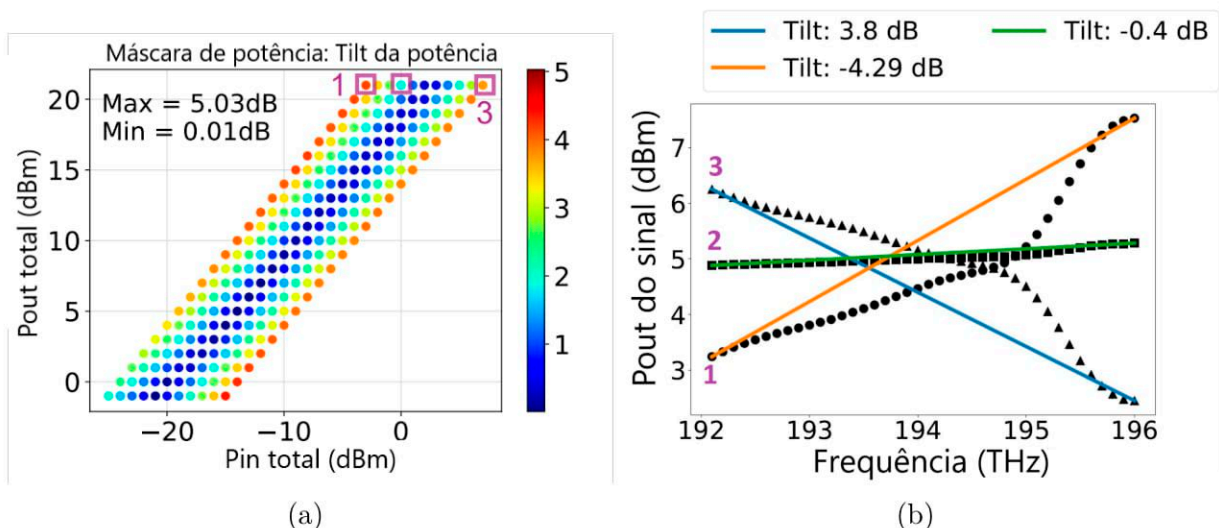 Máscara de potência: Tilt da potência
Max = 5.03dB
Min = 0.01dB
1
3
20
15
10
5
0
Pout total (dBm)
−20
−10
0
Pin total (dBm)
5
4
3
2
1
(a)
Tilt: 3.8 dB
Tilt: -0.4 dB
Tilt: -4.29 dB
7
6
5
4
3
Pout do sinal (dBm)
3
2
1
192
193
194
195
196
Frequência (THz)
(b)